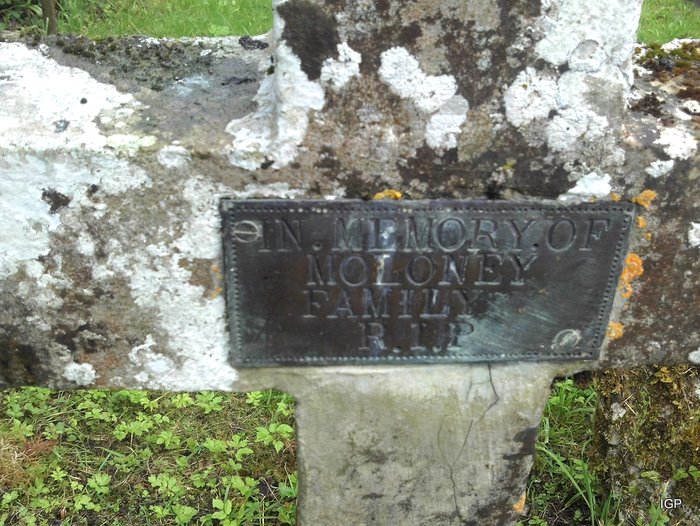 IN. MEMORY. OF
MOLONEY
FAMILY
R.I.P
IGP